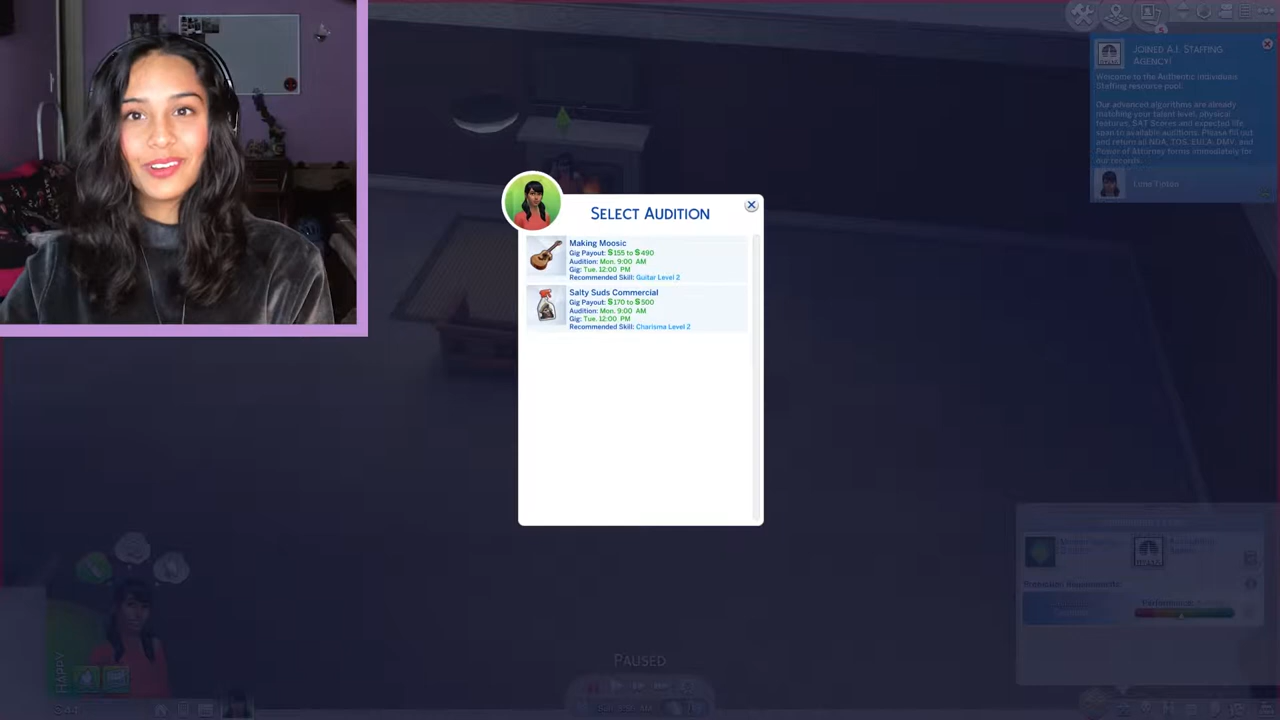 JOINED A.I. STAFFING
AGENCY!
Welcome to the Authentic Individuals
Staffing resource pool.
Our advanced algorithms are already
matching your talent level, physical
features, SAT Scores and expected life
span to available auditions. Please fill out
and return all NDA, TOS, EULA, DMV, and
Power of Attorney forms immediately for
our records.
SELECT AUDITION
Making Moosic
Gig Payout: §155 to §490
Audition: Mon. 9:00 AM
Gig: Tue. 12:00 PM
Recommended Skill: Guitar Level 2
Salty Suds Commercial
Gig Payout: §170 to §500
Audition: Mon. 9:00 AM
Gig: Tue. 12:00 PM
Recommended Skill: Charisma Level 2
Performance:
HAPPY
PAUSED